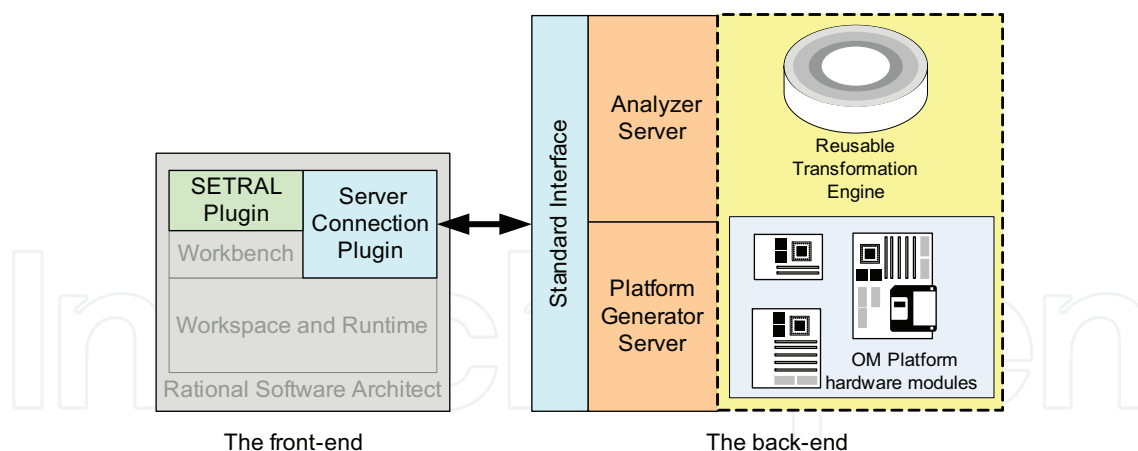 SETRAL
Plugin
Server
Connection
Plugin
Workbench
Workspace and Runtime
Rational Software Architect
The front-end
Standard Interface
Analyzer
Server
Platform
Generator
Server
Reusable
Transformation
Engine
OM Platform
hardware modules
The back-end